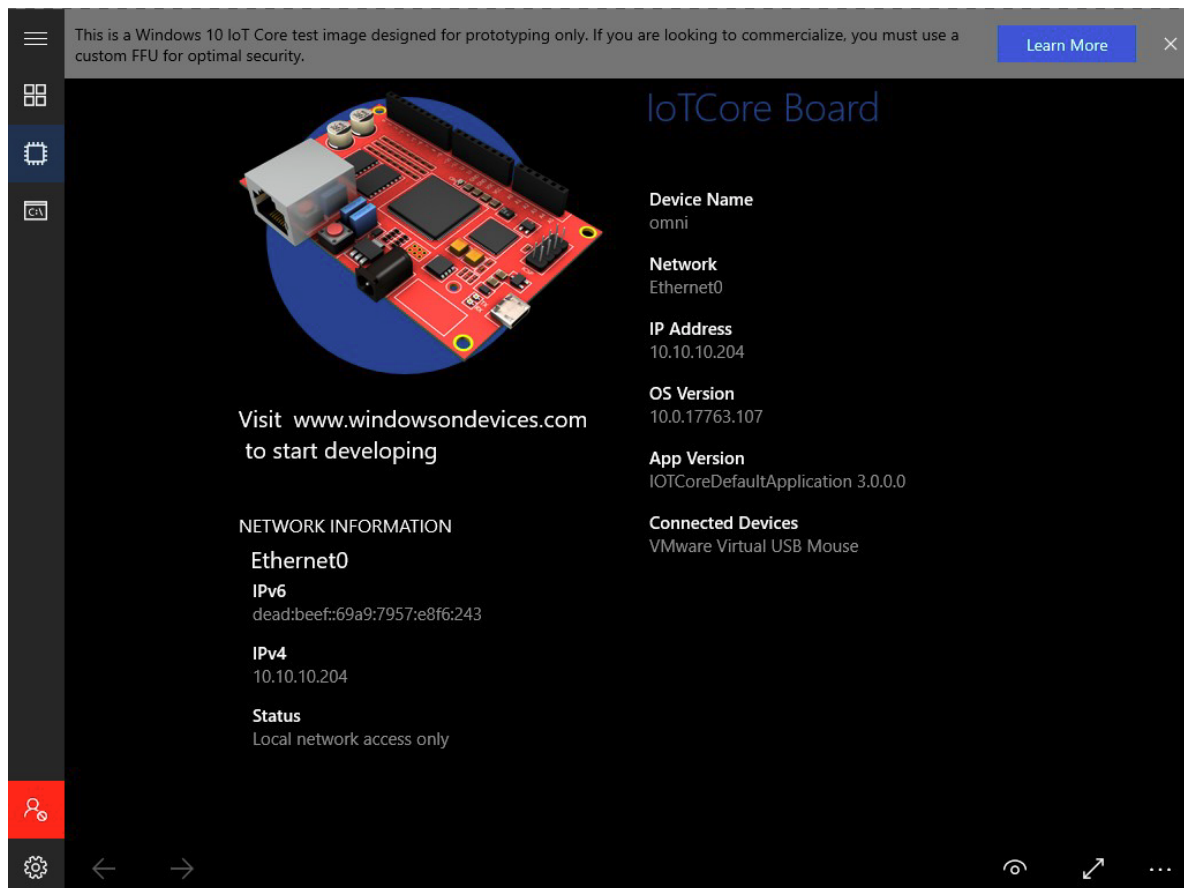 This is a Windows 10 IoT Core test image designed for prototyping only. If you are looking to commercialize, you must use a
custom FFU for optimal security.
Learn More
C:\
IoTCore Board
Visit www.windowsondevices.com
to start developing
NETWORK INFORMATION
Ethernet0
IPv6
dead:beef::69a9:7957:e8f6:243
IPv4
10.10.10.204
Status
Local network access only
Device Name
omni
Network
Ethernet0
IP Address
10.10.10.204
OS Version
10.0.17763.107
App Version
IOTCoreDefaultApplication 3.0.0.0
Connected Devices
VMware Virtual USB Mouse